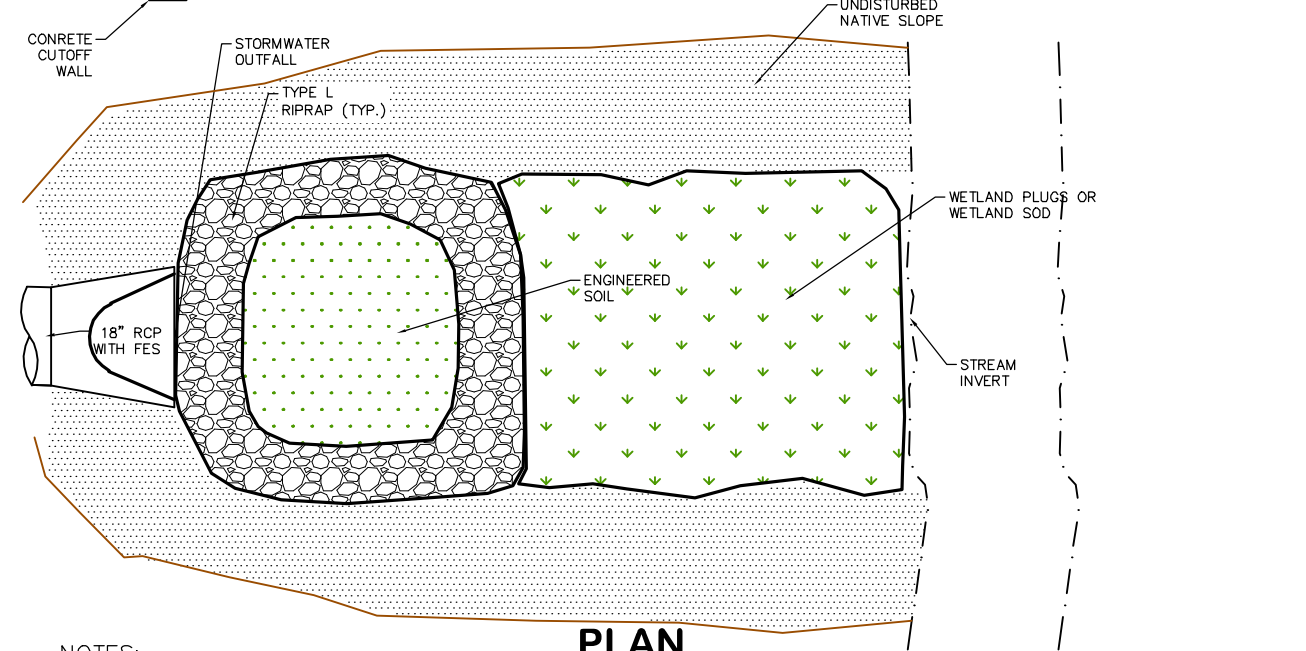 UNDISTURBED
NATIVE SLOPE
CONRETE
CUTOFF
WALL
STORMWATER
OUTFALL
TYPE L
RIPRAP (TYP.)
WETLAND PLUGS OR
WETLAND SOD
ENGINEERED
SOIL
18" RCP
WITH FES
STREAM
INVERT
PLAN
NOTES: